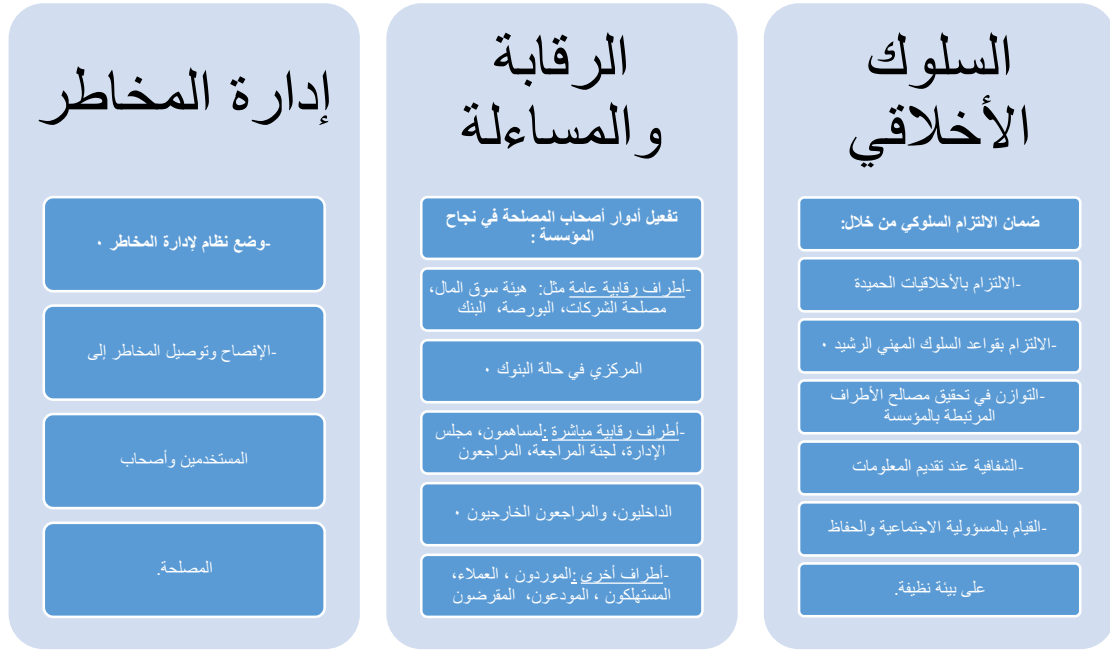 السلوك
الأخلاقي
ضمان الالتزام السلوكي من خلال:
-الالتزام بالأخلاقيات الحميدة
-الالتزام بقواعد السلوك المهني الرشيد ٠
-التوازن في تحقيق مصالح الأطراف
المرتبطة بالمؤسسة
-الشفافية عند تقديم المعلومات
-القيام بالمسؤولية الاجتماعية والحفاظ
على بيئة نظيفة.
الرقابة
والمساءلة
تفعيل أدوار أصحاب المصلحة في نجاح
المؤسسة :
-أطراف رقابية عامة مثل: هيئة سوق المال،
مصلحة الشركات، البورصة، البنك
المركزي في حالة البنوك ٠
-أطراف رقابية مباشرة :لمساهمون، مجلس
الإدارة، لجنة المراجعة، المراجعون
الداخليون، والمراجعون الخارجيون ٠
-أطراف أخرى :الموردون ، العملاء،
المستهلكون ، المودعون، المقرضون
إدارة المخاطر
-وضع نظام لإدارة المخاطر ٠
-الإفصاح وتوصيل المخاطر إلى
المستخدمين وأصحاب
المصلحة.